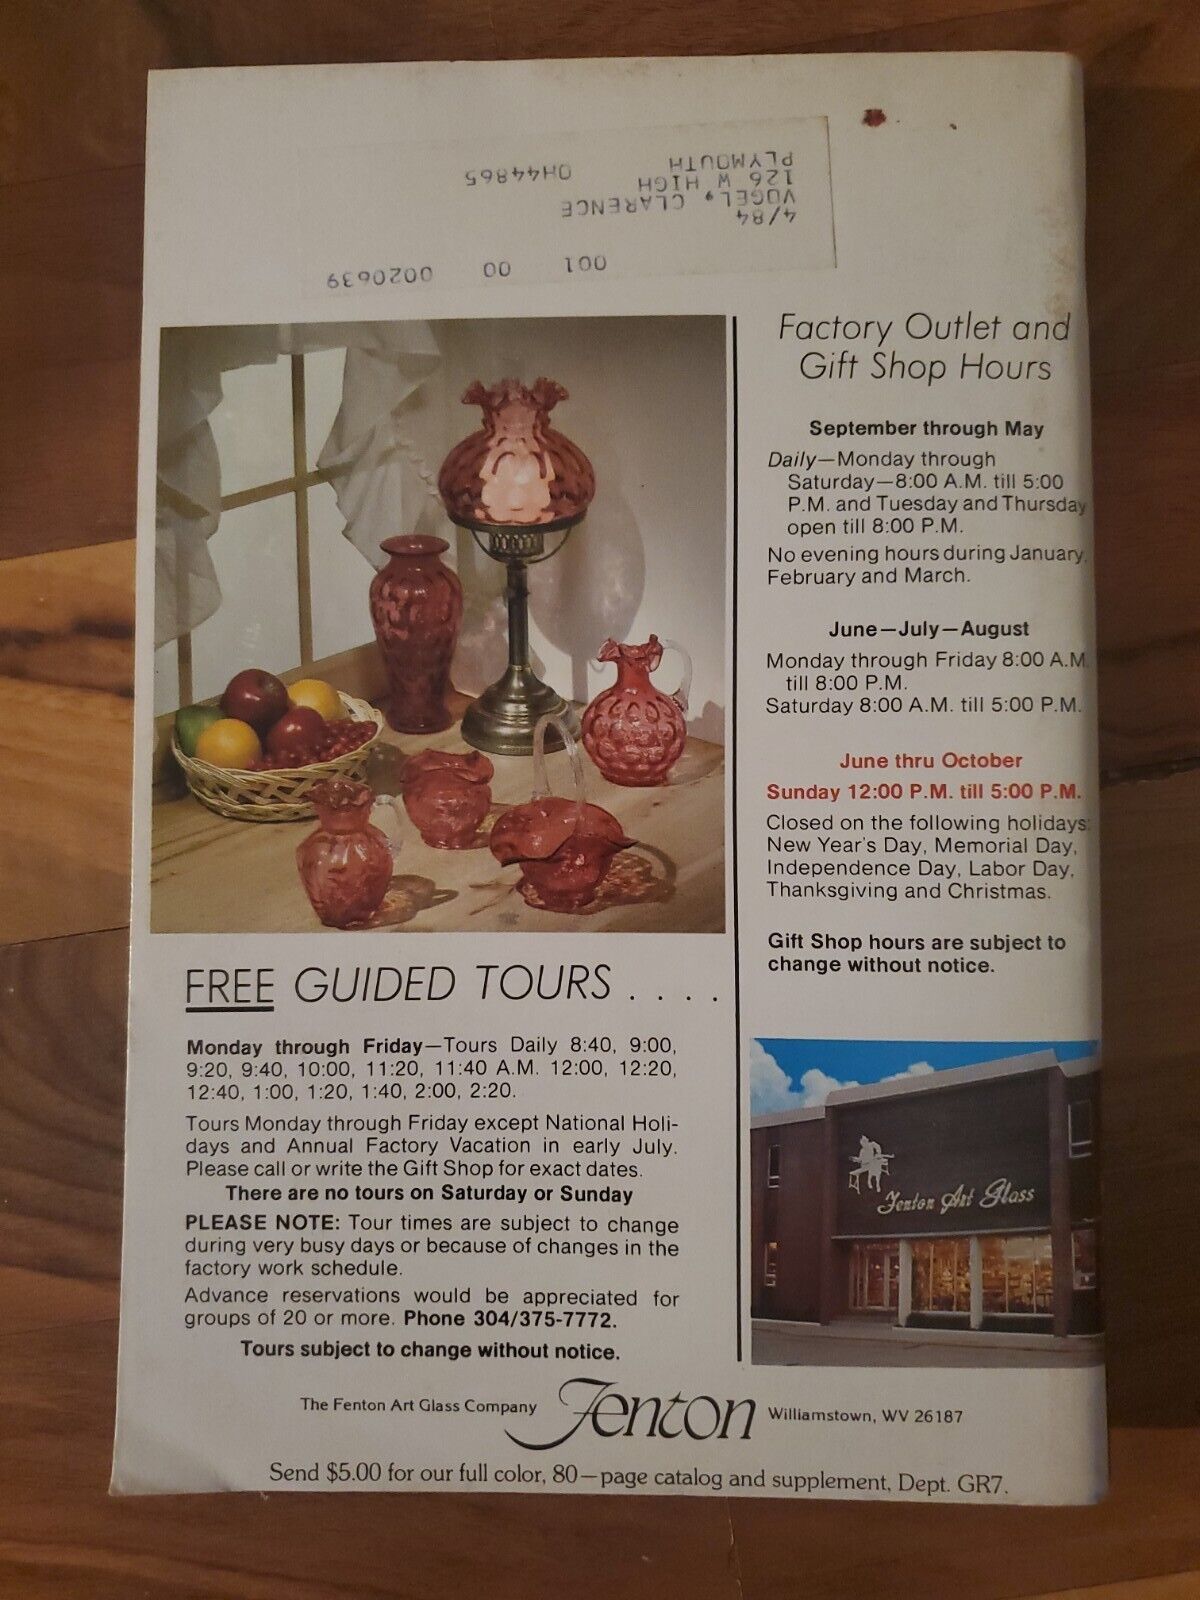 4/84
VOGEL, CLARENCE
126 W HIGH
PLYMOUTH OH44865
001 00 0020639
Factory Outlet and
Gift Shop Hours
September through May
Daily—Monday through
Saturday—8:00 A.M. till 5:00
P.M. and Tuesday and Thursday
open till 8:00 P.M.
No evening hours during January,
February and March.
June—July—August
Monday through Friday 8:00 A.M.
till 8:00 P.M.
Saturday 8:00 A.M. till 5:00 P.M.
June thru October
Sunday 12:00 P.M. till 5:00 P.M.
Closed on the following holidays:
New Year's Day, Memorial Day,
Independence Day, Labor Day,
Thanksgiving and Christmas.
Gift Shop hours are subject to
change without notice.
FREE GUIDED TOURS . . . .
Monday through Friday—Tours Daily 8:40, 9:00,
9:20, 9:40, 10:00, 11:20, 11:40 A.M. 12:00, 12:20,
12:40, 1:00, 1:20, 1:40, 2:00, 2:20.
Tours Monday through Friday except National Holi-
days and Annual Factory Vacation in early July.
Please call or write the Gift Shop for exact dates.
There are no tours on Saturday or Sunday
PLEASE NOTE: Tour times are subject to change
during very busy days or because of changes in the
factory work schedule.
Advance reservations would be appreciated for
groups of 20 or more. Phone 304/375-7772.
Tours subject to change without notice.
Fenton Art Glass
The Fenton Art Glass Company Fenton Williamstown, WV 26187
Send $5.00 for our full color, 80—page catalog and supplement, Dept. GR7.